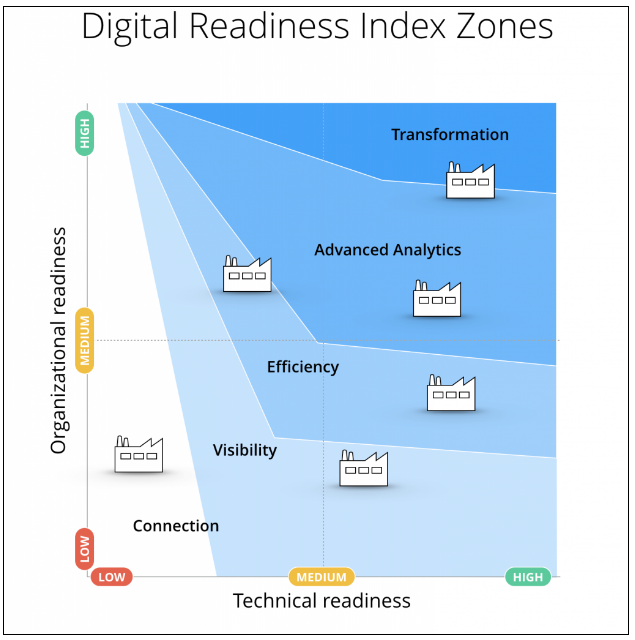 Digital Readiness Index Zones
HIGH
Transformation
Advanced Analytics
Organizational readiness
MEDIUM
Efficiency
Visibility
Connection
LOW
LOW
MEDIUM
HIGH
Technical readiness